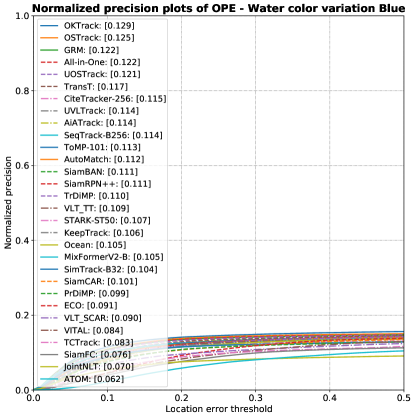 Normalized precision plots of OPE - Water color variation Blue
1.0
0.8
0.6
0.4
0.2
0.0
Normalized precision
OKTrack: [0.129]
OSTrack: [0.125]
GRM: [0.122]
All-in-One: [0.122]
UOSTrack: [0.121]
TransT: [0.117]
CiteTracker-256: [0.115]
UVLTrack: [0.114]
AiATrack: [0.114]
SeqTrack-B256: [0.114]
ToMP-101: [0.113]
AutoMatch: [0.112]
SiamBAN: [0.111]
SiamRPN++: [0.111]
TrDiMP: [0.110]
VLT_TT: [0.109]
STARK-ST50: [0.107]
KeepTrack: [0.106]
Ocean: [0.105]
MixFormerV2-B: [0.105]
SimTrack-B32: [0.104]
SiamCAR: [0.101]
PrDiMP: [0.099]
ECO: [0.091]
VLT_SCAR: [0.090]
VITAL: [0.084]
TCTrack: [0.083]
SiamFC: [0.076]
JointNLT: [0.070]
ATOM: [0.062]
0.0 0.1 0.2 0.3 0.4 0.5
Location error threshold